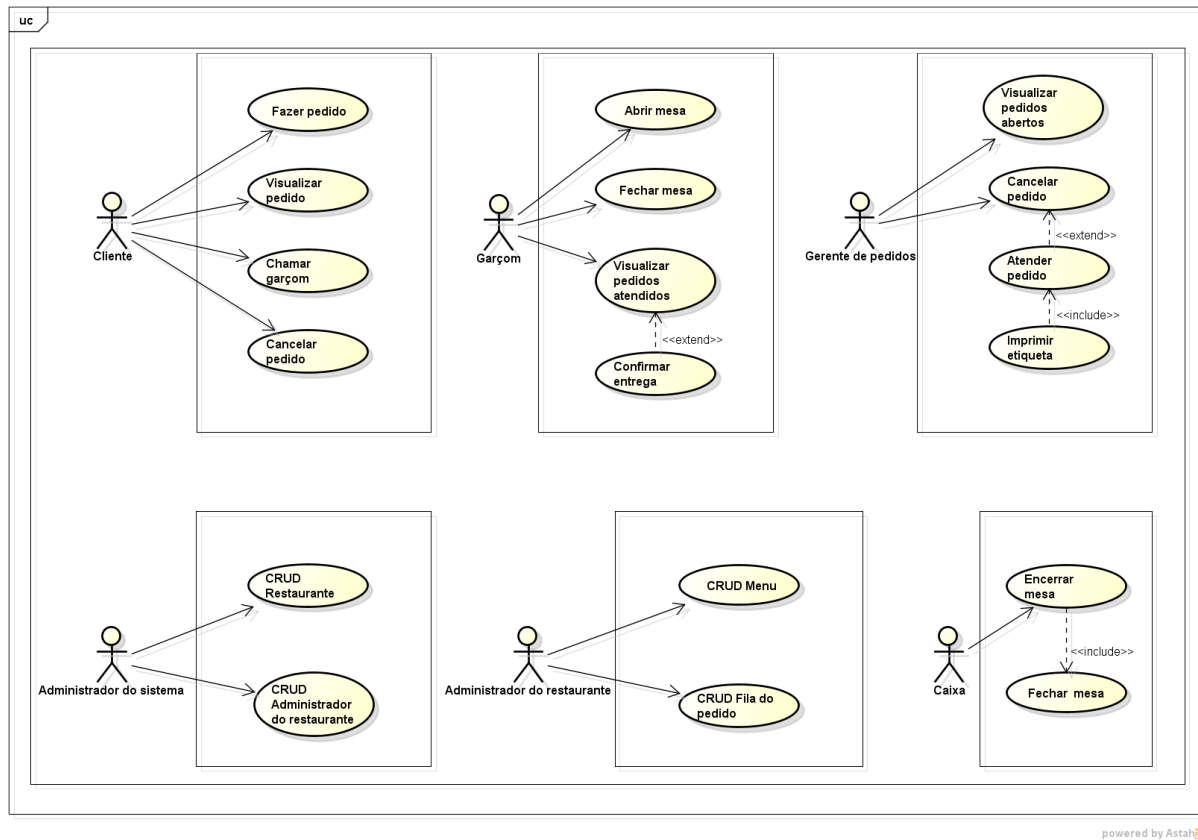 uc
Fazer pedido
Visualizar
pedido
Chamar
garçom
Cancelar
pedido
Cliente
Abrir mesa
Fechar mesa
Visualizar
pedidos
atendidos
<<extend>>
Confirmar
entrega
Garçom
Visualizar
pedidos
abertos
Cancelar
pedido
<<extend>>
Atender
pedido
<<include>>
Imprimir
etiqueta
Gerente de pedidos
CRUD
Restaurante
CRUD
Administrador
do restaurante
Administrador do sistema
CRUD Menu
CRUD Fila do
pedido
Administrador do restaurante
Encerrar
mesa
<<include>>
Fechar mesa
Caixa
powered by Astah